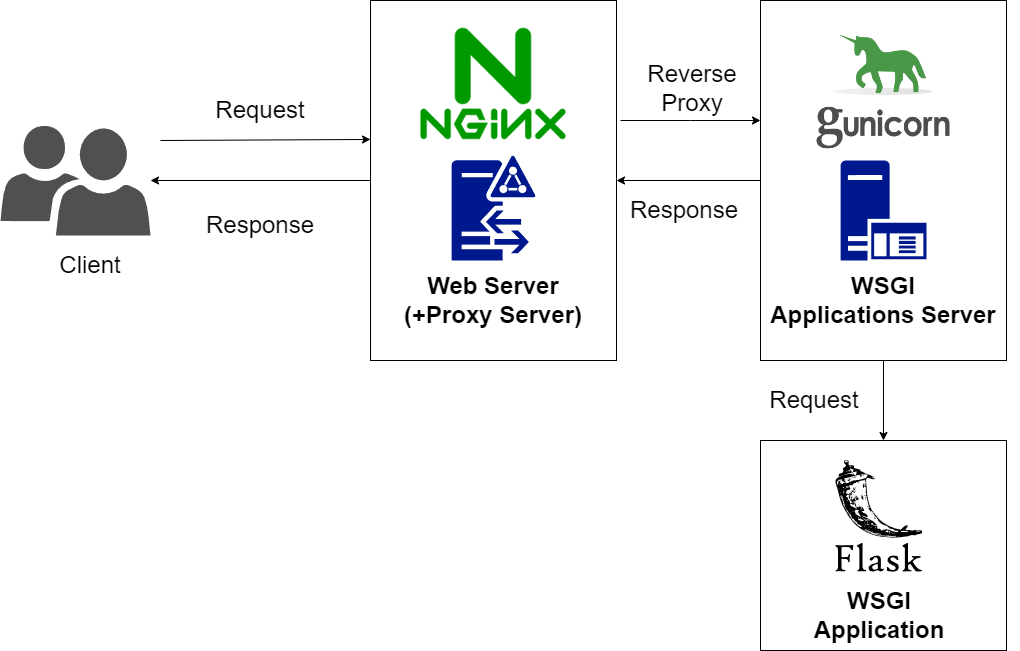 Request
Response
Client
NGINX
Web Server
(+Proxy Server)
Reverse
Proxy
Response
gunicorn
WSGI
Applications Server
Request
Flask
WSGI
Application